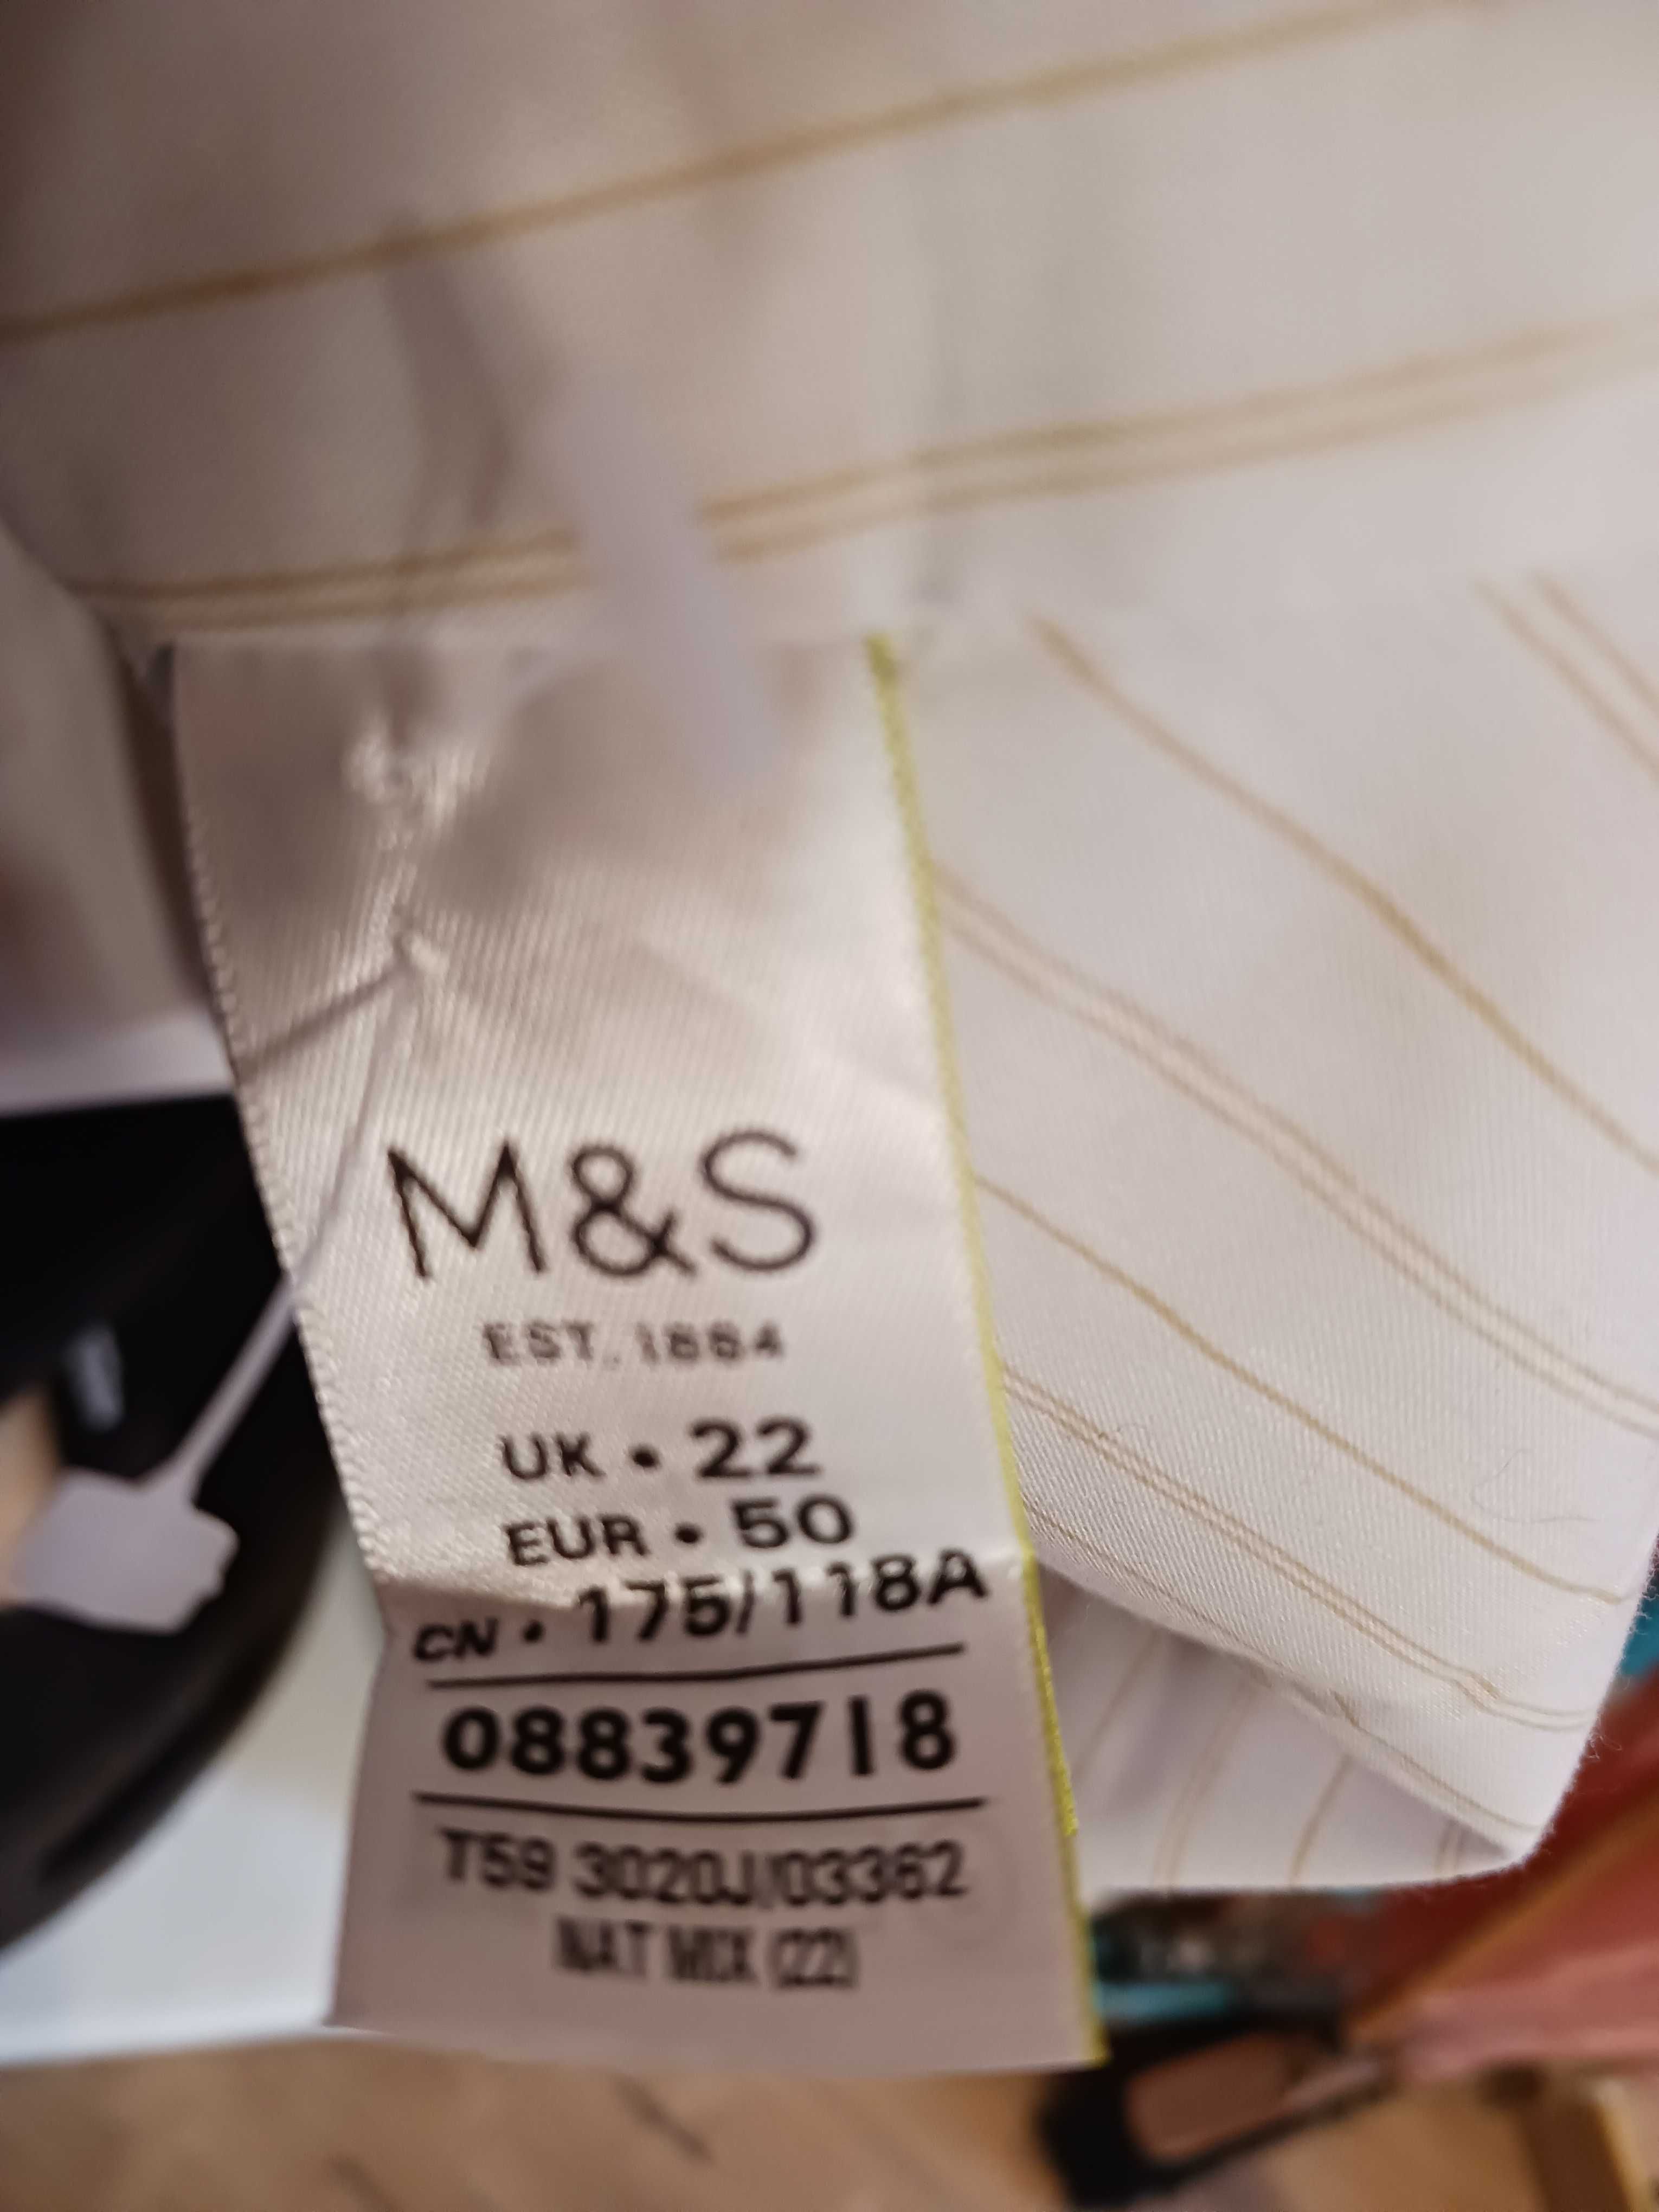 M&S
EST. 1884
UK • 22
EUR • 50
CN • 175/118A
08839718
T59 3020J/03362
NAT MIX (22)